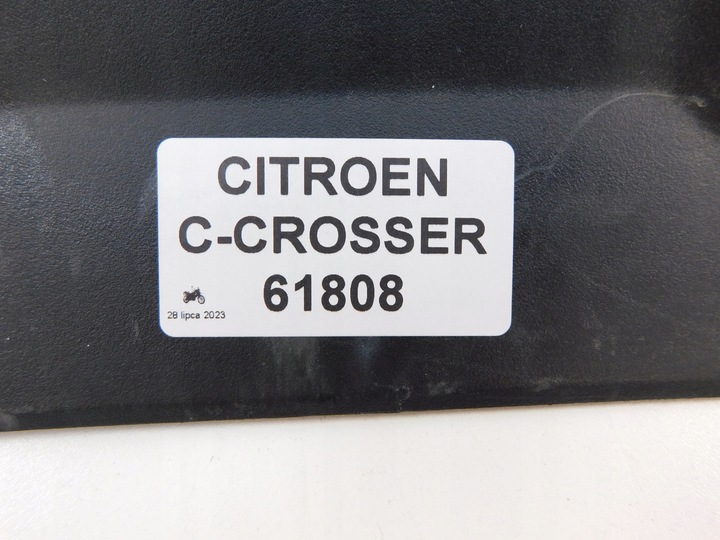 CITROEN
C-CROSSER
61808
28 lipca 2023